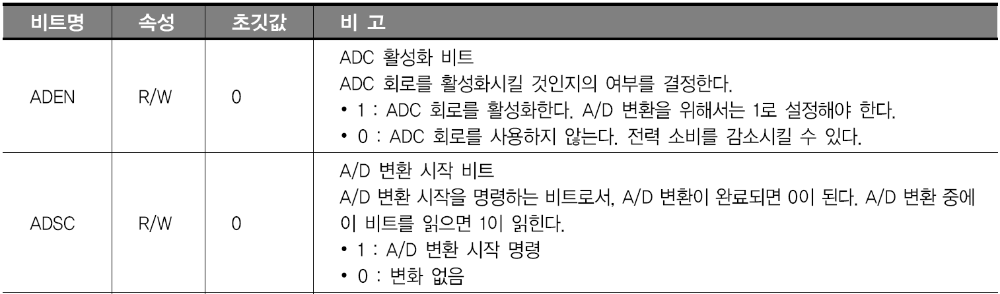 비트명 속성 초깃값 비 고
ADC 활성화 비트
ADC 회로를 활성화시킬 것인지의 여부를 결정한다.
ADEN R/W 0
• 1 : ADC 회로를 활성화한다. A/D 변환을 위해서는 1로 설정해야 한다.
• 0 : ADC 회로를 사용하지 않는다. 전력 소비를 감소시킬 수 있다.
A/D 변환 시작 비트
A/D 변환 시작을 명령하는 비트로서, A/D 변환이 완료되면 0이 된다. A/D 변환 중에
ADSC R/W 0 이 비트를 읽으면 1이 읽힌다.
• 1 : A/D 변환 시작 명령
• 0 : 변화 없음